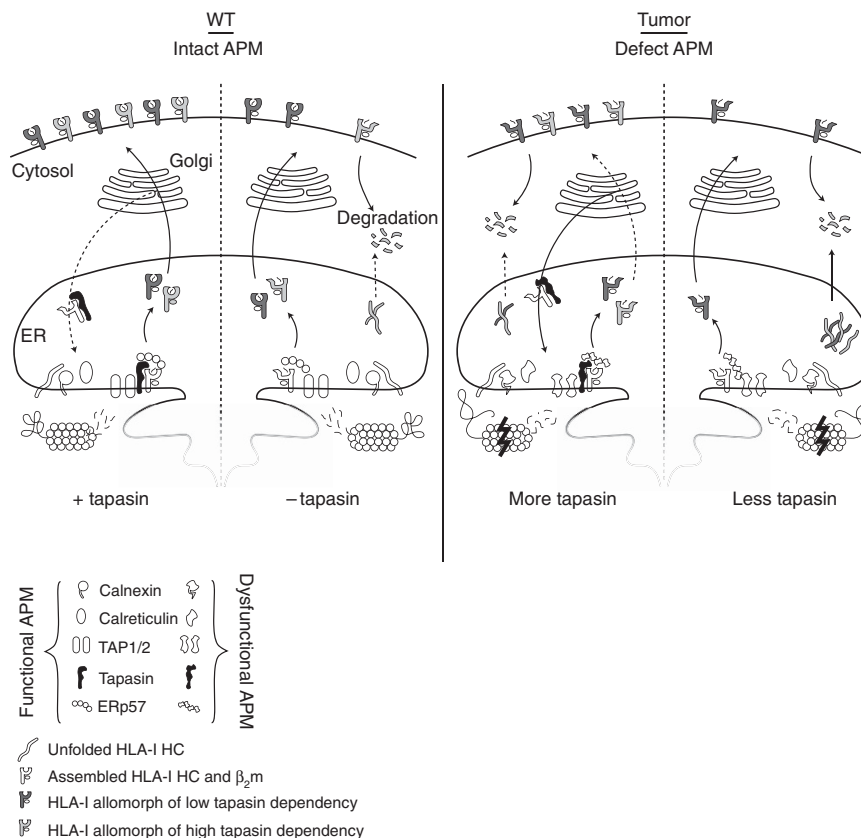 WT
Intact APM
Tumor
Defect APM
Cytosol
Golgi
Degradation
ER
+ tapasin
– tapasin
More tapasin
Less tapasin
Functional APM
Calnexin
Calreticulin
TAP1/2
Tapasin
ERp57
Dysfunctional APM
Unfolded HLA-I HC
Assembled HLA-I HC and β₂m
HLA-I allomorph of low tapasin dependency
HLA-I allomorph of high tapasin dependency